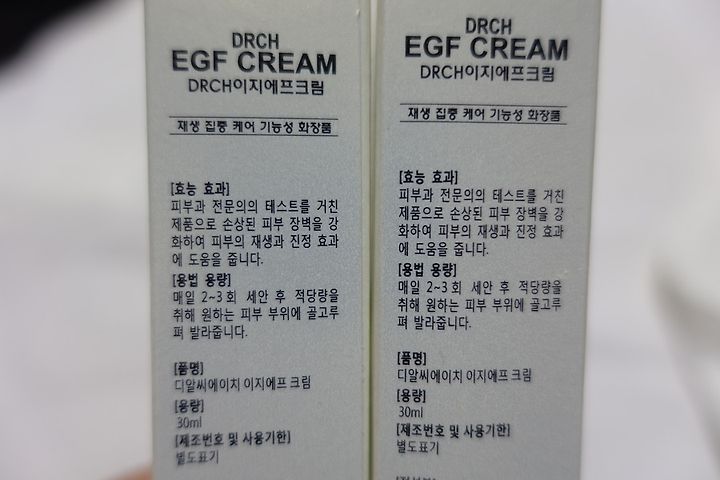 DRCH
EGF CREAM
DRCH이지에프크림
재생 집중 케어 기능성 화장품
[효능 효과]
피부과 전문의의 테스트를 거친
제품으로 손상된 피부 장벽을 강
화하여 피부의 재생과 진정 효과
에 도움을 줍니다.
[용법 용량]
매일 2~3회 세안 후 적당량을
취해 원하는 피부 부위에 골고루
펴 발라줍니다.
[품명]
디알씨에이치 이지에프 크림
[용량]
30ml
[제조번호 및 사용기한]
별도표기
DRCH
EGF CREAM
DRCH이지에프크림
재생 집중 케어 기능성 화장품
[효능 효과]
피부과 전문의의 테스트를 거친
제품으로 손상된 피부 장벽을 강
화하여 피부의 재생과 진정 효과
에 도움을 줍니다.
[용법 용량]
매일 2~3회 세안 후 적당량을
취해 원하는 피부 부위에 골고루
펴 발라줍니다.
[품명]
디알씨에이치 이지에프 크림
[용량]
30ml
[제조번호 및 사용기한]
별도표기